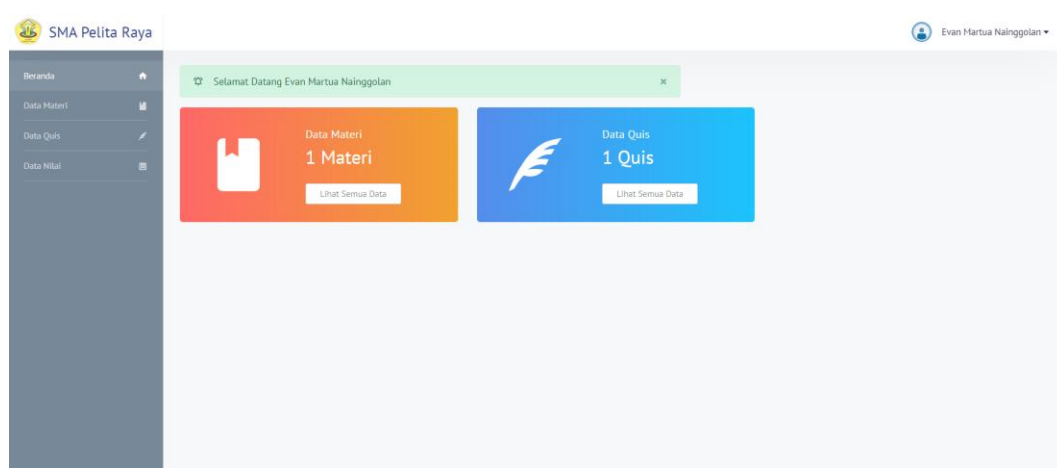 SMA Pelita Raya
Evan Martua Nainggolan
Beranda
Data Materi
Data Quis
Data Nilai
Selamat Datang Evan Martua Nainggolan ×
Data Materi
1 Materi
Lihat Semua Data
Data Quis
1 Quis
Lihat Semua Data